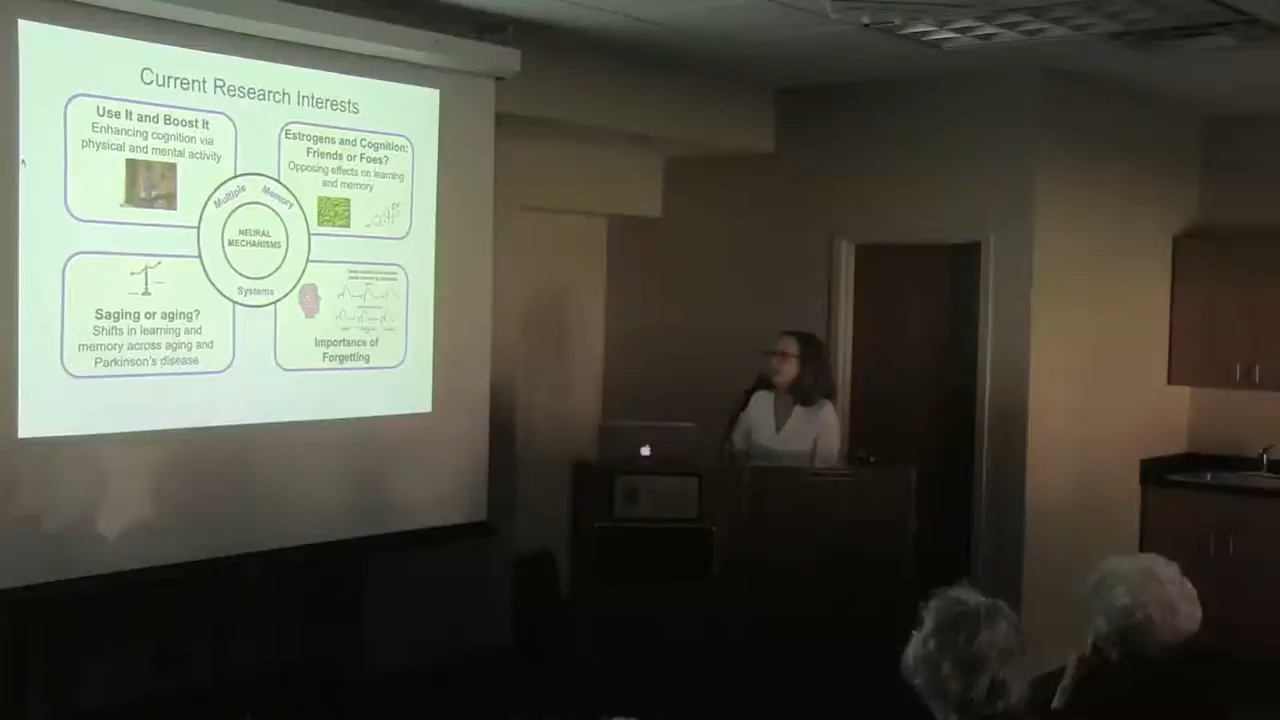 Current Research Interests
Use It and Boost It
Enhancing cognition via
physical and mental activity
Estrogens and Cognition:
Friends or Foes?
Opposing effects on learning
and memory
Multiple Memory
NEURAL
MECHANISMS
Systems
Saging or aging?
Shifts in learning and
memory across aging and
Parkinson's disease
Importance of
Forgetting